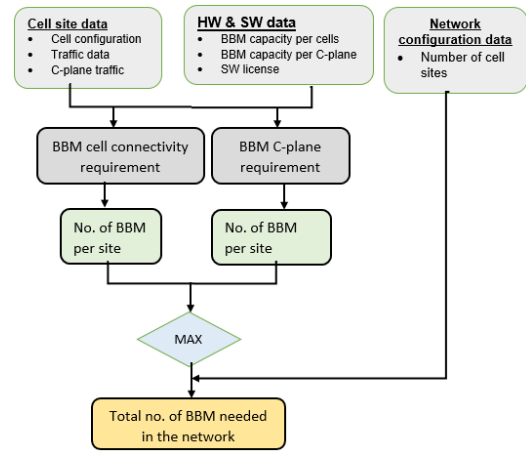 Cell site data
• Cell configuration
• Traffic data
• C-plane traffic
HW & SW data
• BBM capacity per cells
• BBM capacity per C-plane
• SW license
Network
configuration data
• Number of cell
sites
BBM cell connectivity
requirement
BBM C-plane
requirement
No. of BBM
per site
No. of BBM
per site
MAX
Total no. of BBM needed
in the network